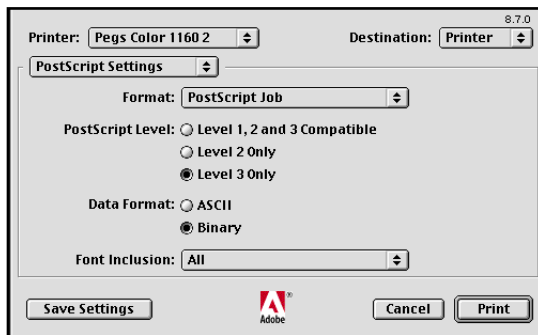 8.7.0
Printer: Pegs Color 1160 2 Destination: Printer
PostScript Settings
Format: PostScript Job
PostScript Level: Level 1, 2 and 3 Compatible
Level 2 Only
Level 3 Only
Data Format: ASCII
Binary
Font Inclusion: All
Save Settings Adobe ® Cancel Print